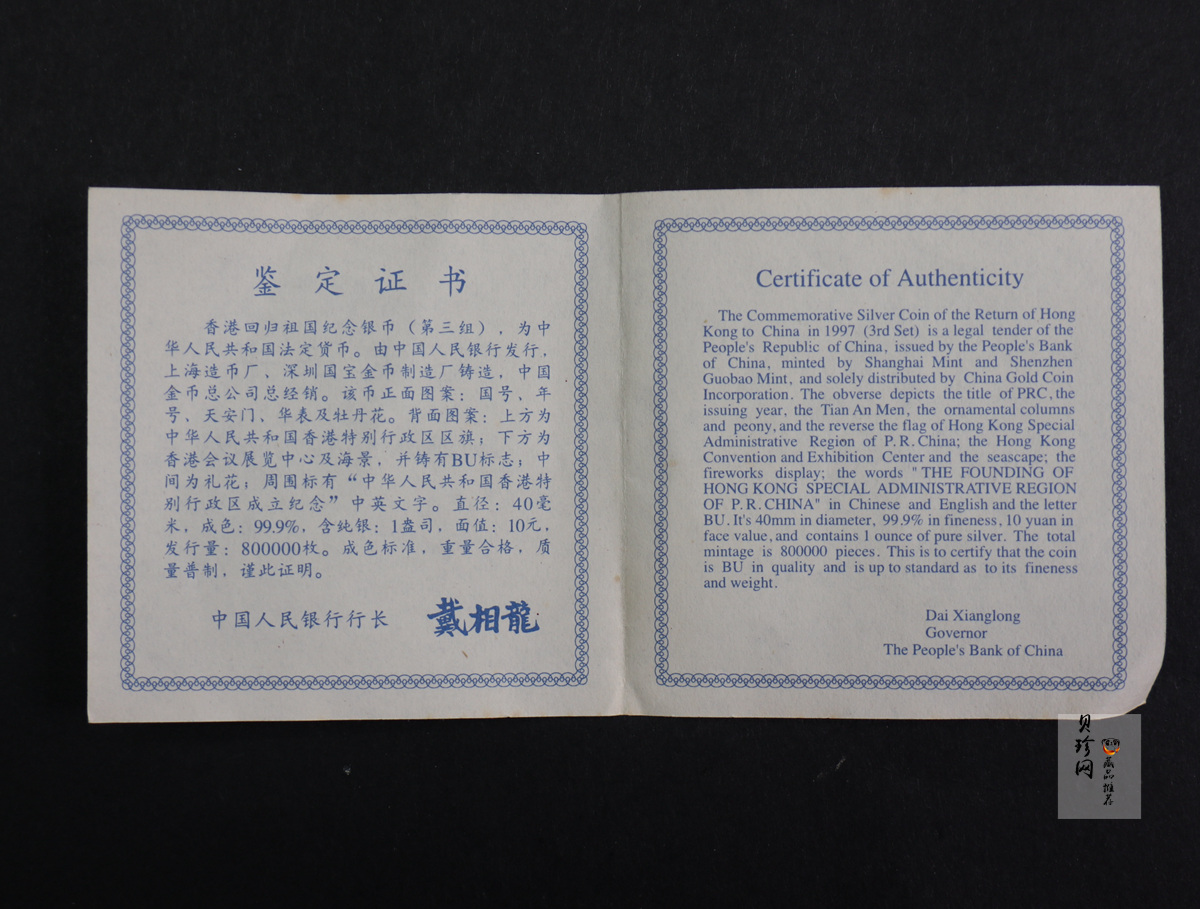 鉴定证书
香港回归祖国纪念银币（第三组），为中
华人民共和国法定货币。由中国人民银行发行，
上海造币厂、深圳国宝金币制造厂铸造，中国
金币总公司总经销。该币正面图案：国号、年
号、天安门、华表及牡丹花。背面图案：上方为
中华人民共和国香港特别行政区区旗；下方为
香港会议展览中心及海景，并铸有BU标志；中
间为礼花；周围标有“中华人民共和国香港特
别行政区成立纪念”中英文字。直径：40毫
米，成色：99.9%，含纯银：1盎司，面值：10元，
发行量：800000枚。成色标准，重量合格，质
量普制，谨此证明。
中国人民银行行长 戴相龍
Certificate of Authenticity
The Commemorative Silver Coin of the Return of Hong
Kong to China in 1997 (3rd Set) is a legal tender of the
People's Republic of China, issued by the People's Bank
of China, minted by Shanghai Mint and Shenzhen
Guobao Mint, and solely distributed by China Gold Coin
Incorporation. The obverse depicts the title of PRC, the
issuing year, the Tian An Men, the ornamental columns
and peony, and the reverse the flag of Hong Kong Special
Administrative Region of P.R.China; the Hong Kong
Convention and Exhibition Center and the seascape; the
fireworks display; the words "THE FOUNDING OF
HONG KONG SPECIAL ADMINISTRATIVE REGION
OF P.R.CHINA" in Chinese and English and the letter
BU. It's 40mm in diameter, 99.9% in fineness, 10 yuan in
face value, and contains 1 ounce of pure silver. The total
mintage is 800000 pieces. This is to certify that the coin
is BU in quality and is up to standard as to its fineness
and weight.
Dai Xianglong
Governor
The People's Bank of China
贝珍网
藏品推荐